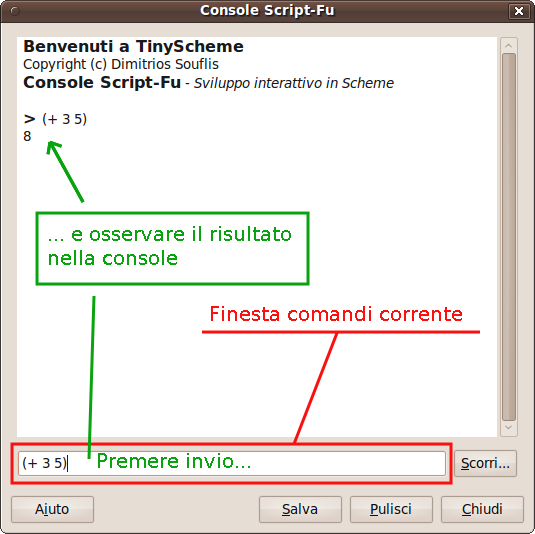 Console Script-Fu
Benvenuti a TinyScheme
Copyright (c) Dimitrios Souflis
Console Script-Fu - Sviluppo interattivo in Scheme
> (+ 3 5)
8
... e osservare il risultato
nella console
Finesta comandi corrente
(+ 3 5) Premere invio...
Scorri...
Aiuto Salva Pulisci Chiudi